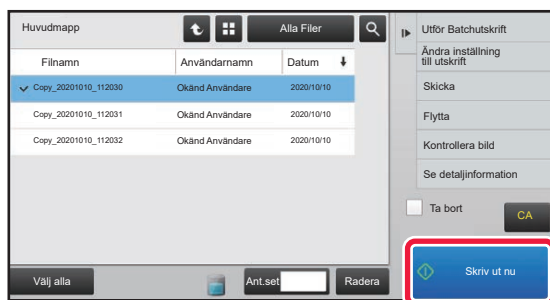 Huvudmapp
Alla Filer
Filnamn Användarnamn Datum
Copy_20201010_112030 Okänd Användare 2020/10/10
Copy_20201010_112031 Okänd Användare 2020/10/10
Copy_20201010_112032 Okänd Användare 2020/10/10
Välj alla
Ant.set
Radera
Utför Batchutskrift
Ändra inställning
till utskrift
Skicka
Flytta
Kontrollera bild
Se detaljinformation
Ta bort
CA
Skriv ut nu